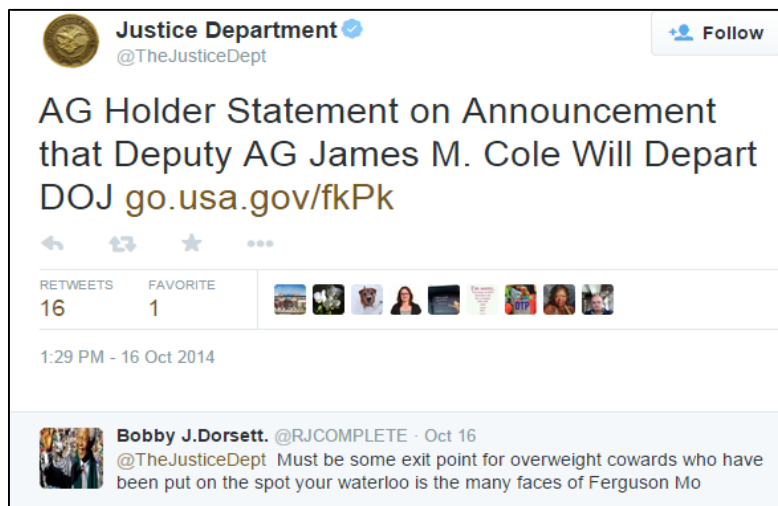 Justice Department
@TheJusticeDept
Follow
AG Holder Statement on Announcement
that Deputy AG James M. Cole Will Depart
DOJ go.usa.gov/fkPk
RETWEETS FAVORITE
16 1
1:29 PM - 16 Oct 2014
Bobby J.Dorsett. @RJCOMPLETE · Oct 16
@TheJusticeDept Must be some exit point for overweight cowards who have
been put on the spot your waterloo is the many faces of Ferguson Mo